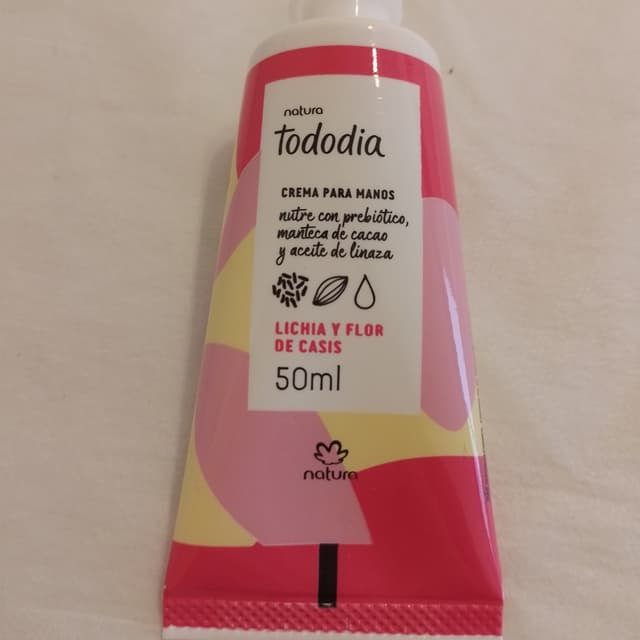 natura
tododia
CREMA PARA MANOS
nutre con prebiótico,
manteca de cacao
y aceite de linaza
LICHIA Y FLOR
DE CASIS
50ml
natura